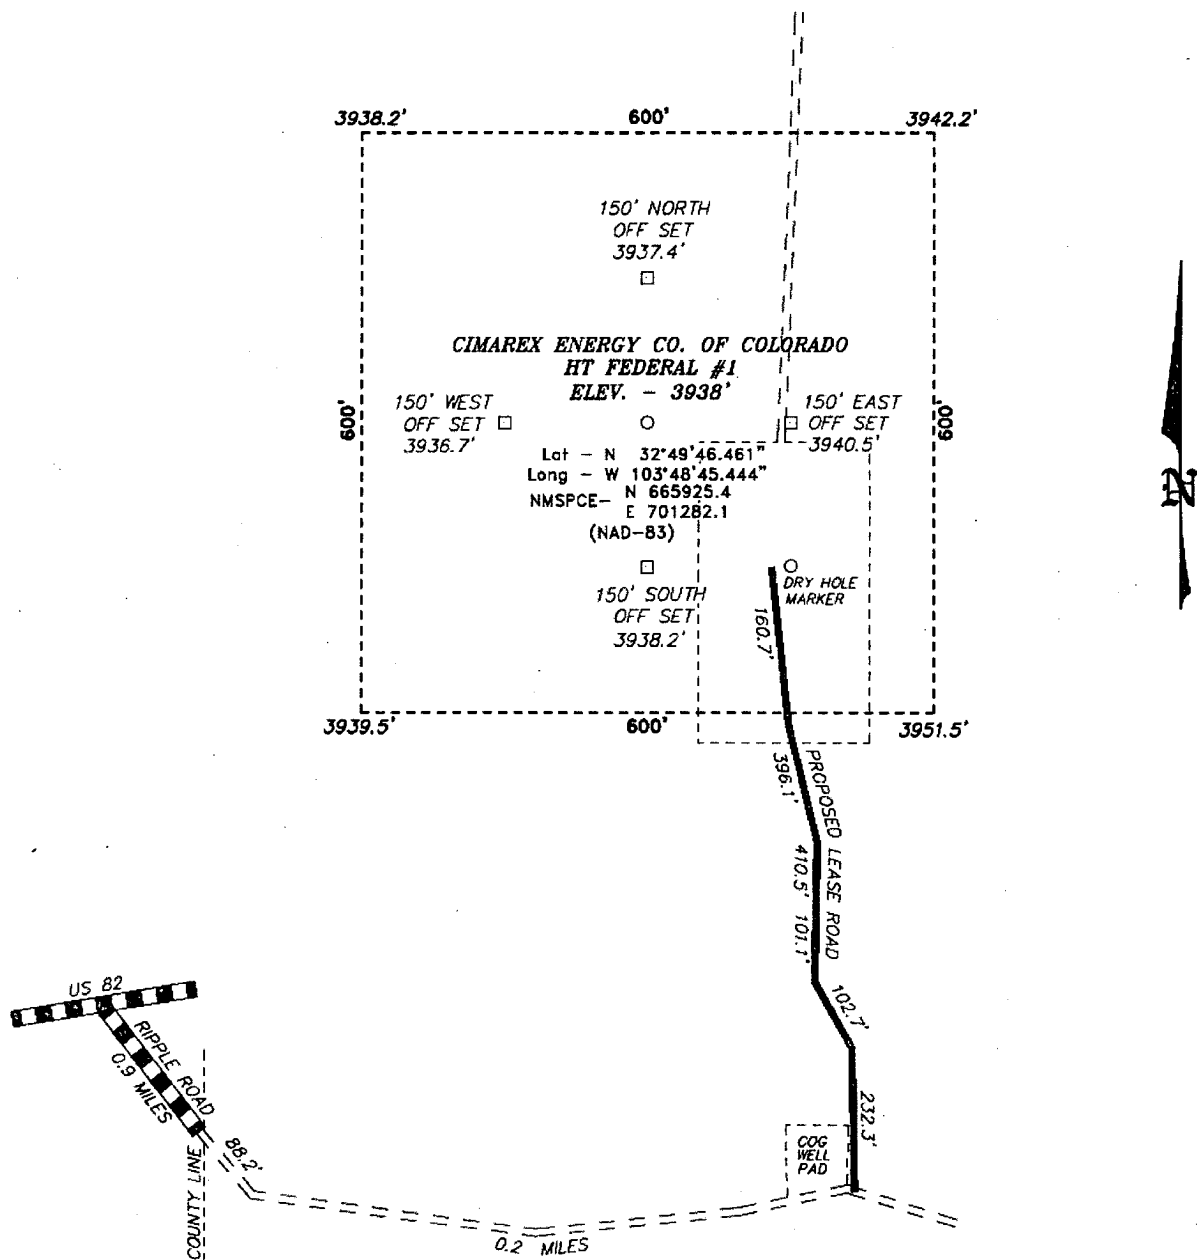 3938.2'
600'
3942.2'
150' NORTH
OFF SET
3937.4'
CIMAREX ENERGY CO. OF COLORADO
HT FEDERAL #1
ELEV. - 3938'
600'
150' WEST
OFF SET
3936.7'
150' EAST
OFF SET
3940.5'
600'
Lat - N 32°49'46.461"
Long - W 103°48'45.444"
NMSPCE- N 665925.4
E 701282.1
(NAD-83)
N
150' SOUTH
OFF SET
3938.2'
DRY HOLE
MARKER
160.7'
3939.5'
600'
3951.5'
396.1'
PROPOSED LEASE ROAD
410.5'
101.1'
102.7'
232.3'
US 82
RIPPLE ROAD
0.9 MILES
88.2'
COUNTY LINE
COG
WELL
PAD
0.2 MILES